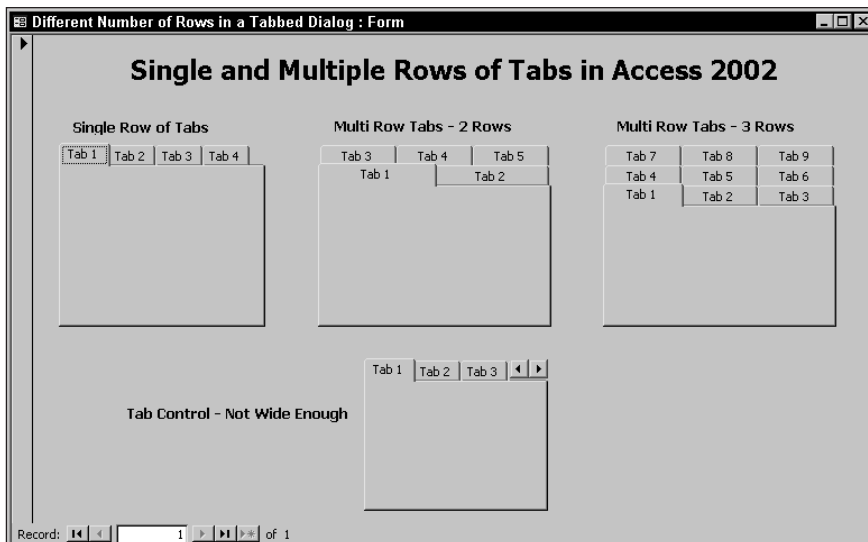 Different Number of Rows in a Tabbed Dialog : Form
Single and Multiple Rows of Tabs in Access 2002
Single Row of Tabs
Tab 1 Tab 2 Tab 3 Tab 4
Multi Row Tabs - 2 Rows
Tab 3 Tab 4 Tab 5
Tab 1 Tab 2
Multi Row Tabs - 3 Rows
Tab 7 Tab 8 Tab 9
Tab 4 Tab 5 Tab 6
Tab 1 Tab 2 Tab 3
Tab 1 Tab 2 Tab 3
Tab Control - Not Wide Enough
Record: 1 of 1